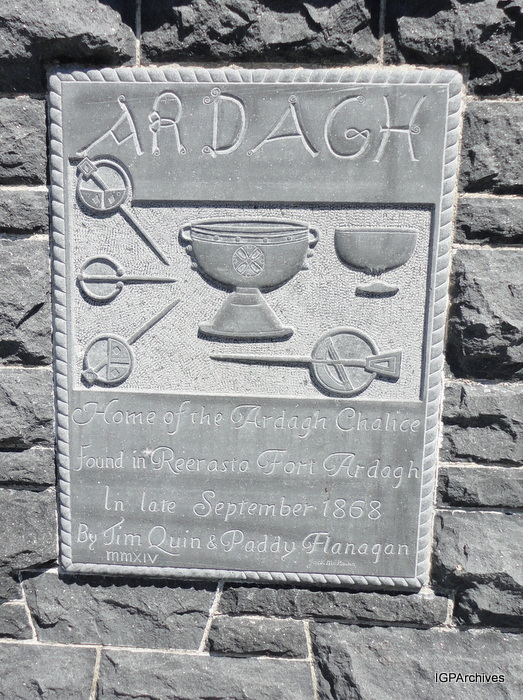 ARDAGH
Home of the Ardagh Chalice
found in Reerasta Fort Ardagh
In late September 1868
By Tim Quin & Paddy Flanagan
MMXIV
IGPArchives